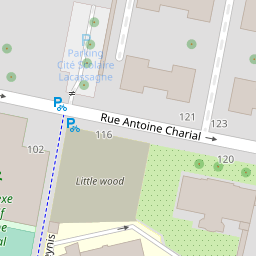 Parking
Cité Scolaire
Lacassagne
Rue Antoine Charial
121
123
116
102
120
Little wood